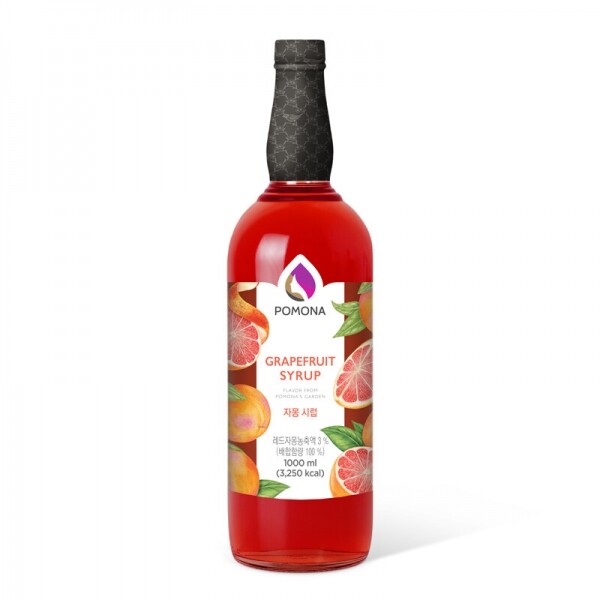 POMONA
GRAPEFRUIT
SYRUP
FLAVOR FROM
POMONA'S GARDEN
자몽 시럽
레드자몽농축액 3 %
(배합함량 100 %)
1000 ml
(3,250 kcal)